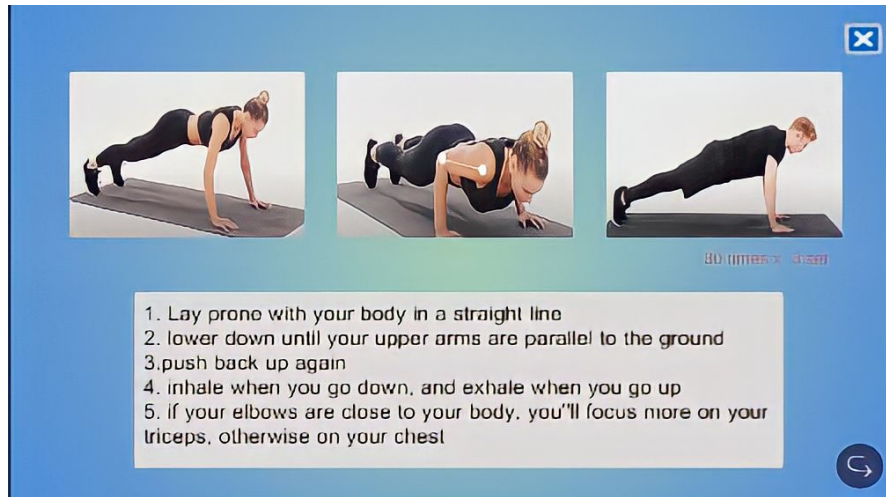 1. Lay prone with your body in a straight line
2. lower down until your upper arms are parallel to the ground
3.push back up again
4. inhale when you go down, and exhale when you go up
5. if your elbows are close to your body, you"ll focus more on your
triceps, otherwise on your chest